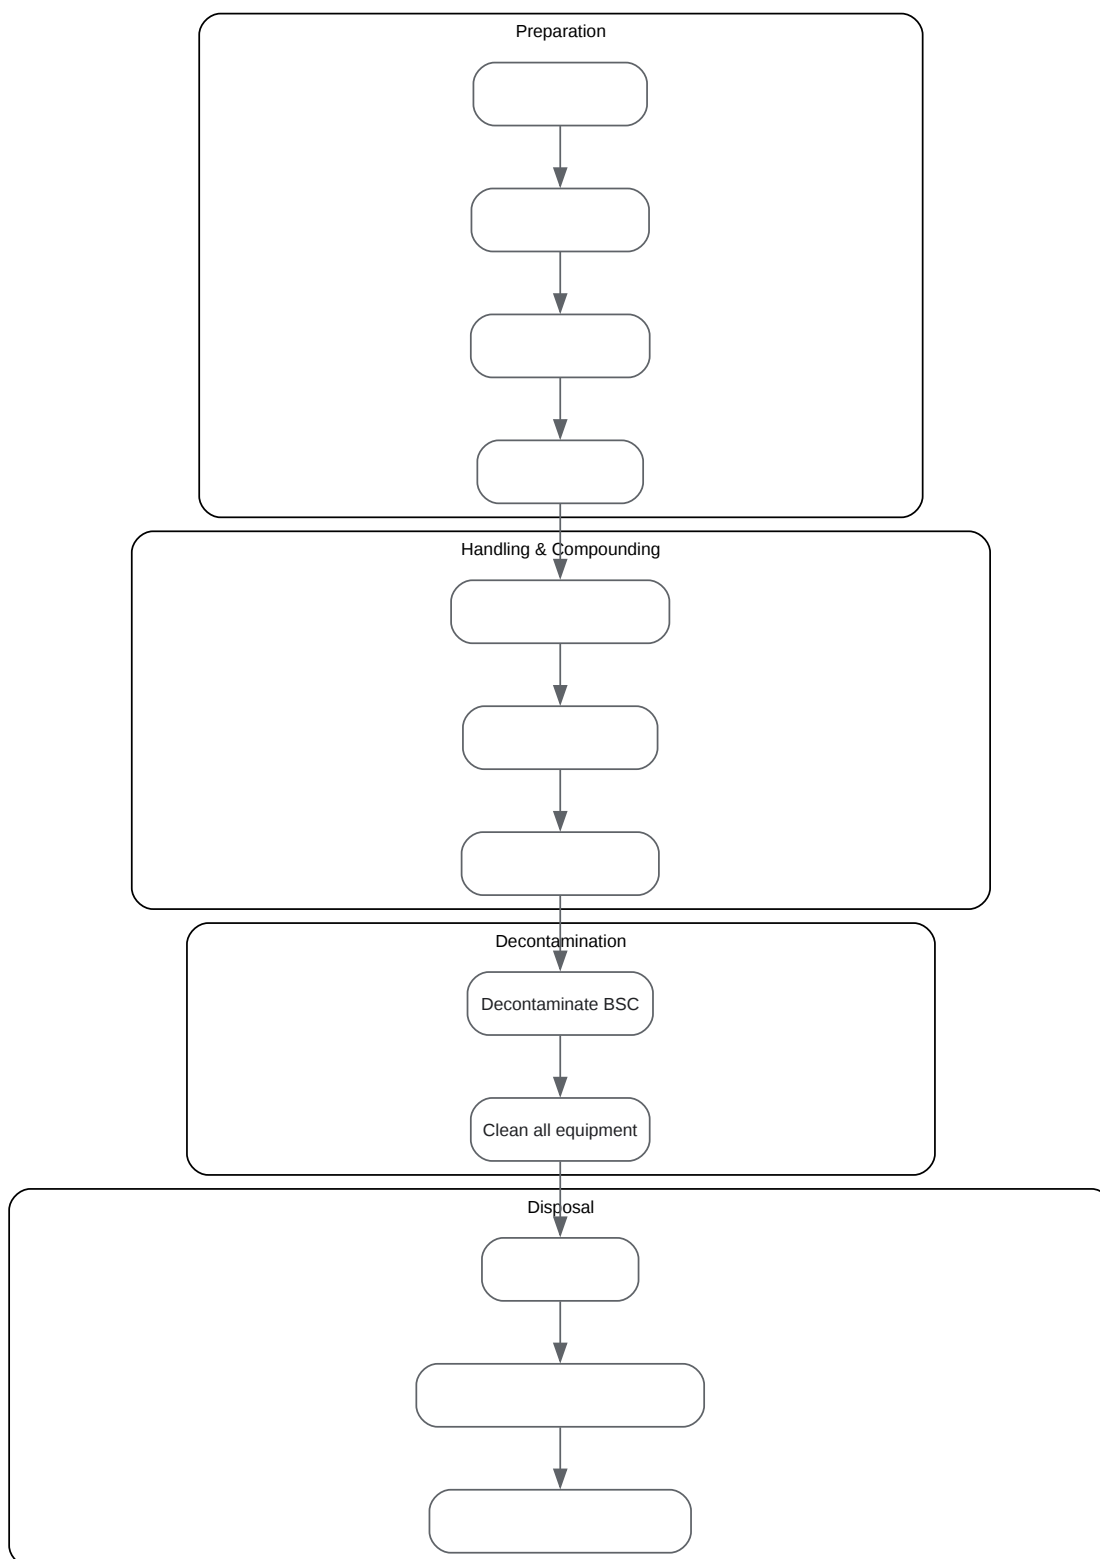 Preparation
Handling & Compounding
Decontamination
Decontaminate BSC
Clean all equipment
Disposal